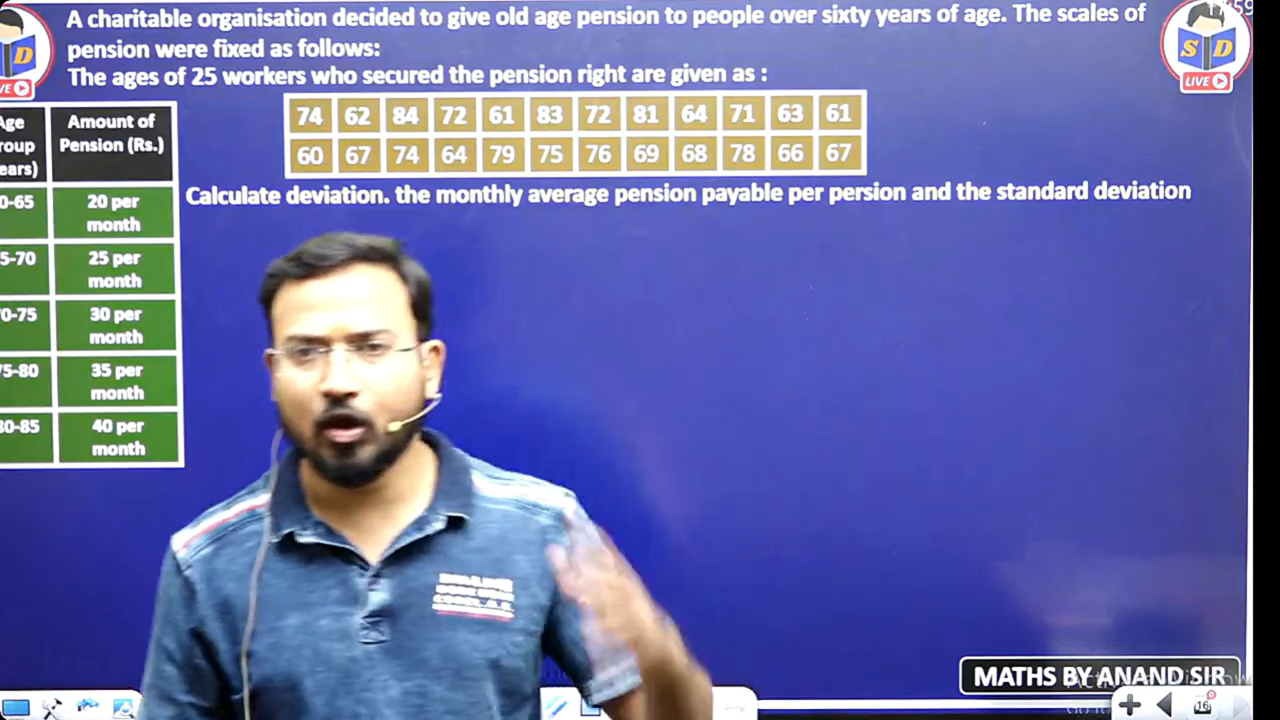 A charitable organisation decided to give old age pension to people over sixty years of age. The scales of
pension were fixed as follows:
The ages of 25 workers who secured the pension right are given as :
74 62 84 72 61 83 72 81 64 71 63 61
60 67 74 64 79 75 76 69 68 78 66 67
Calculate deviation. the monthly average pension payable per persion and the standard deviation
Amount of
Pension (Rs.)
20 per
month
25 per
month
30 per
month
35 per
month
40 per
month
S D
LIVE
MATHS BY ANAND SIR